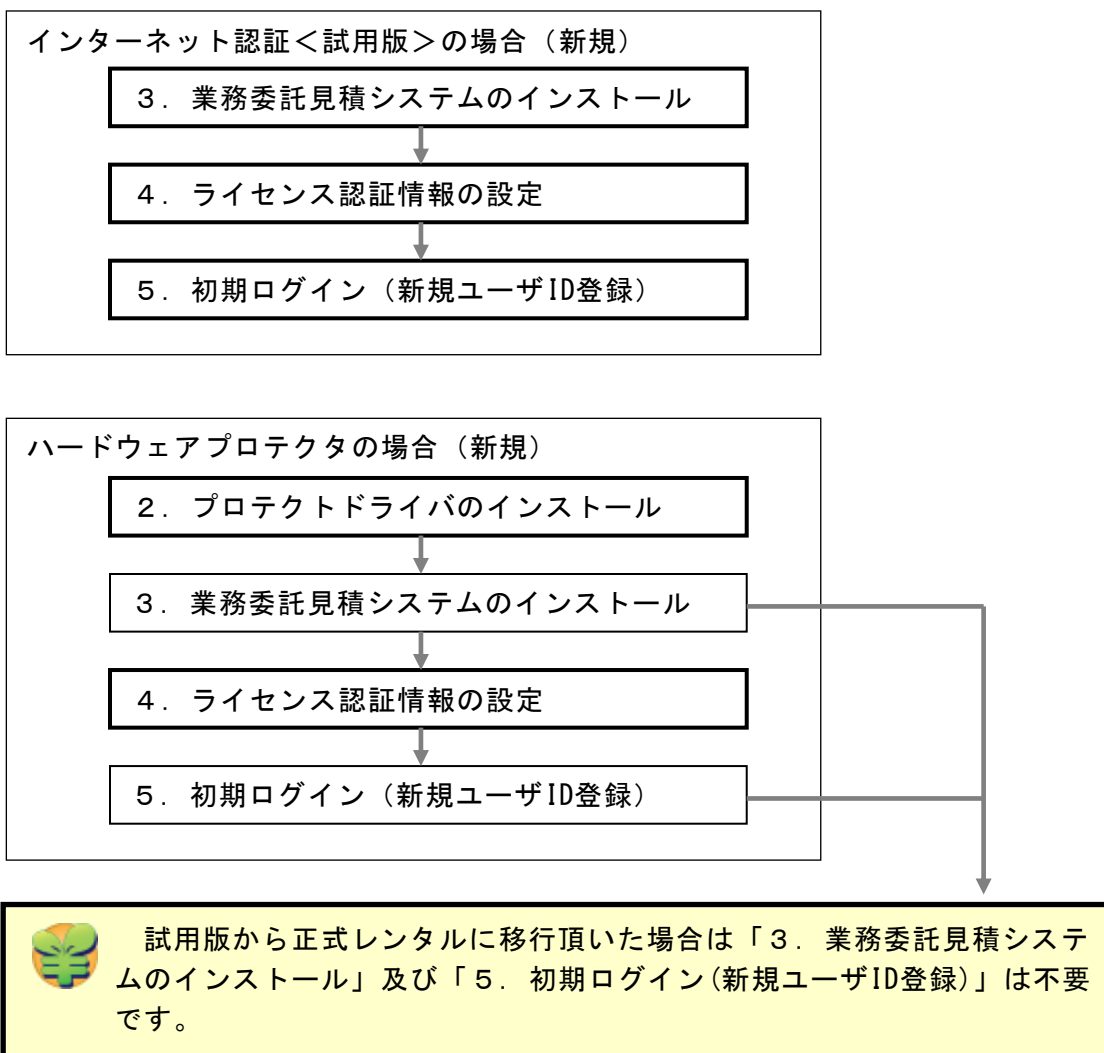 インターネット認証＜試用版＞の場合（新規）
３．業務委託見積システムのインストール
４．ライセンス認証情報の設定
５．初期ログイン（新規ユーザID登録）
ハードウェアプロテクタの場合（新規）
２．プロテクトドライバのインストール
３．業務委託見積システムのインストール
４．ライセンス認証情報の設定
５．初期ログイン（新規ユーザID登録）
試用版から正式レンタルに移行頂いた場合は「３．業務委託見積システ
ムのインストール」及び「５．初期ログイン(新規ユーザID登録)」は不要
です。